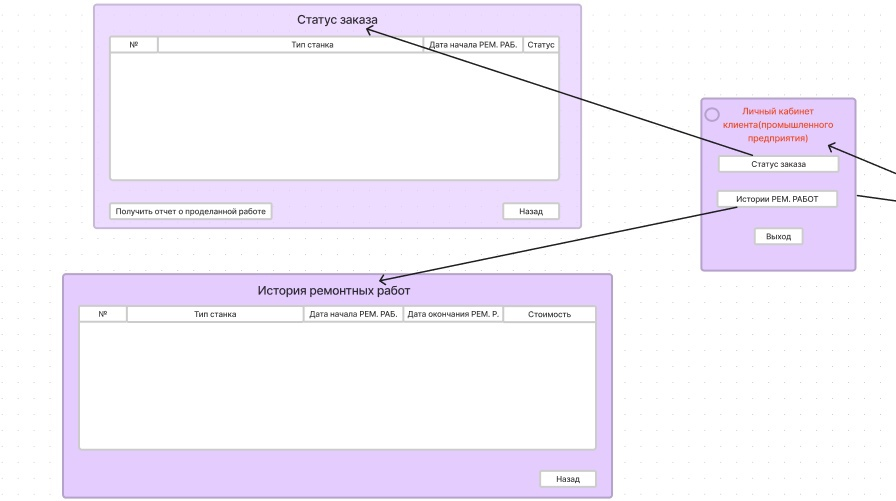 Статус заказа
№ Тип станка Дата начала РЕМ. РАБ. Статус
Получить отчет о проделанной работе Назад
Личный кабинет
клиента(промышленного
предприятия)
Статус заказа
Истории РЕМ. РАБОТ
Выход
История ремонтных работ
№ Тип станка Дата начала РЕМ. РАБ. Дата окончания РЕМ. Р. Стоимость
Назад